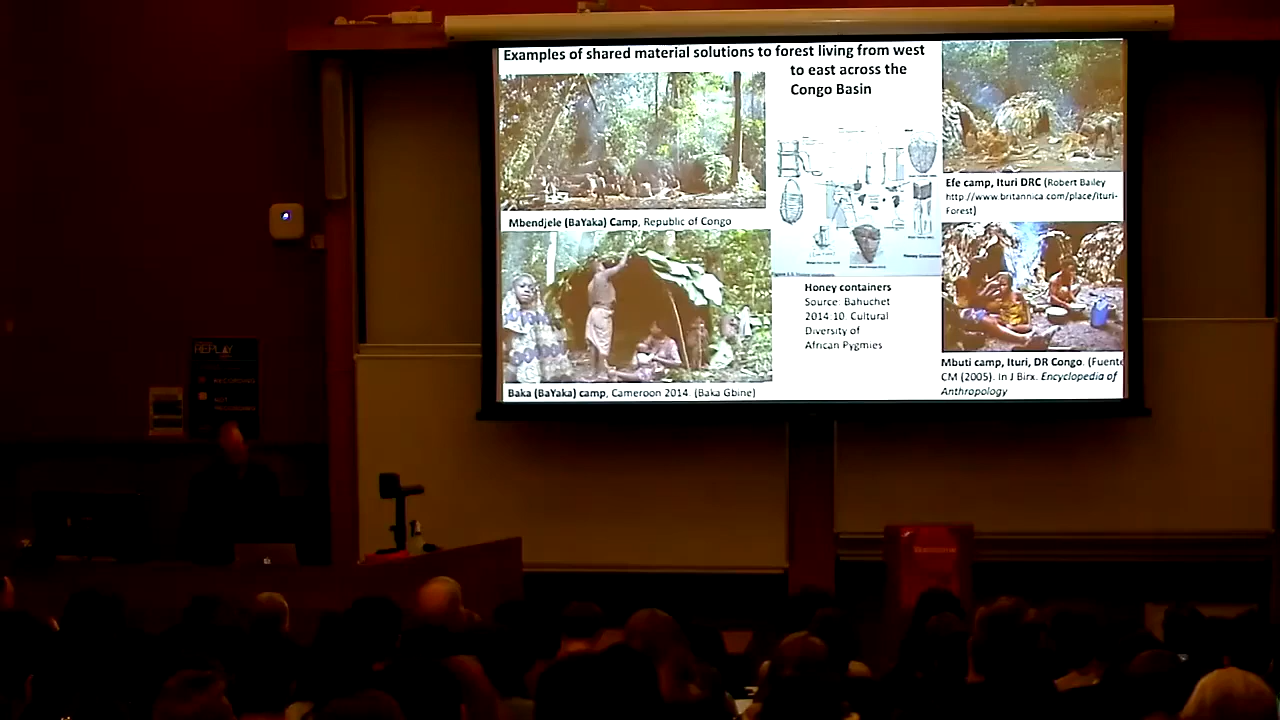 Examples of shared material solutions to forest living from west
to east across the
Congo Basin
Mbendjele (BaYaka) Camp, Republic of Congo
Baka (BaYaka) camp, Cameroon 2014 (Baka Gbine)
Honey containers
Source: Bahuchet
2014:10. Cultural
Diversity of
African Pygmies
Efe camp, Ituri DRC (Robert Bailey
http://www.britannica.com/place/Ituri-
Forest)
Mbuti camp, Ituri, DR Congo. (Fuente
CM (2005). In J Birx. Encyclopedia of
Anthropology
REPLAY
RECORDING
NOT